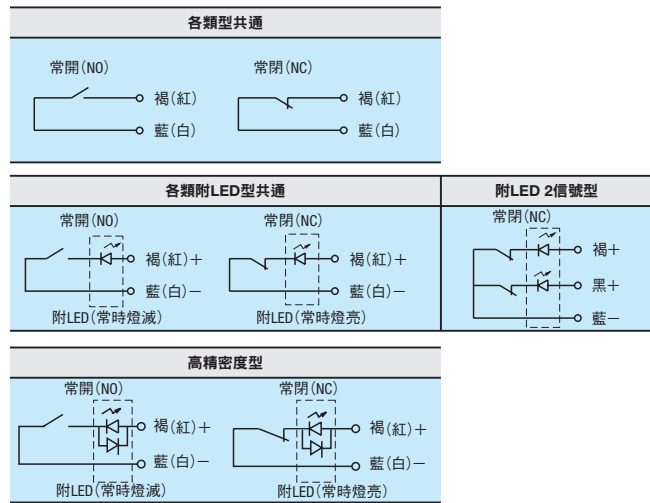 各類型共通
常開(NO)
褐(紅)
藍(白)
常閉(NC)
褐(紅)
藍(白)
各類附LED型共通
常開(NO)
褐(紅)＋
藍(白)－
附LED(常時燈滅)
常閉(NC)
褐(紅)＋
藍(白)－
附LED(常時燈亮)
附LED 2信號型
常閉(NC)
褐＋
黑＋
藍－
高精密度型
常開(NO)
褐(紅)＋
藍(白)－
附LED(常時燈滅)
常閉(NC)
褐(紅)＋
藍(白)－
附LED(常時燈亮)